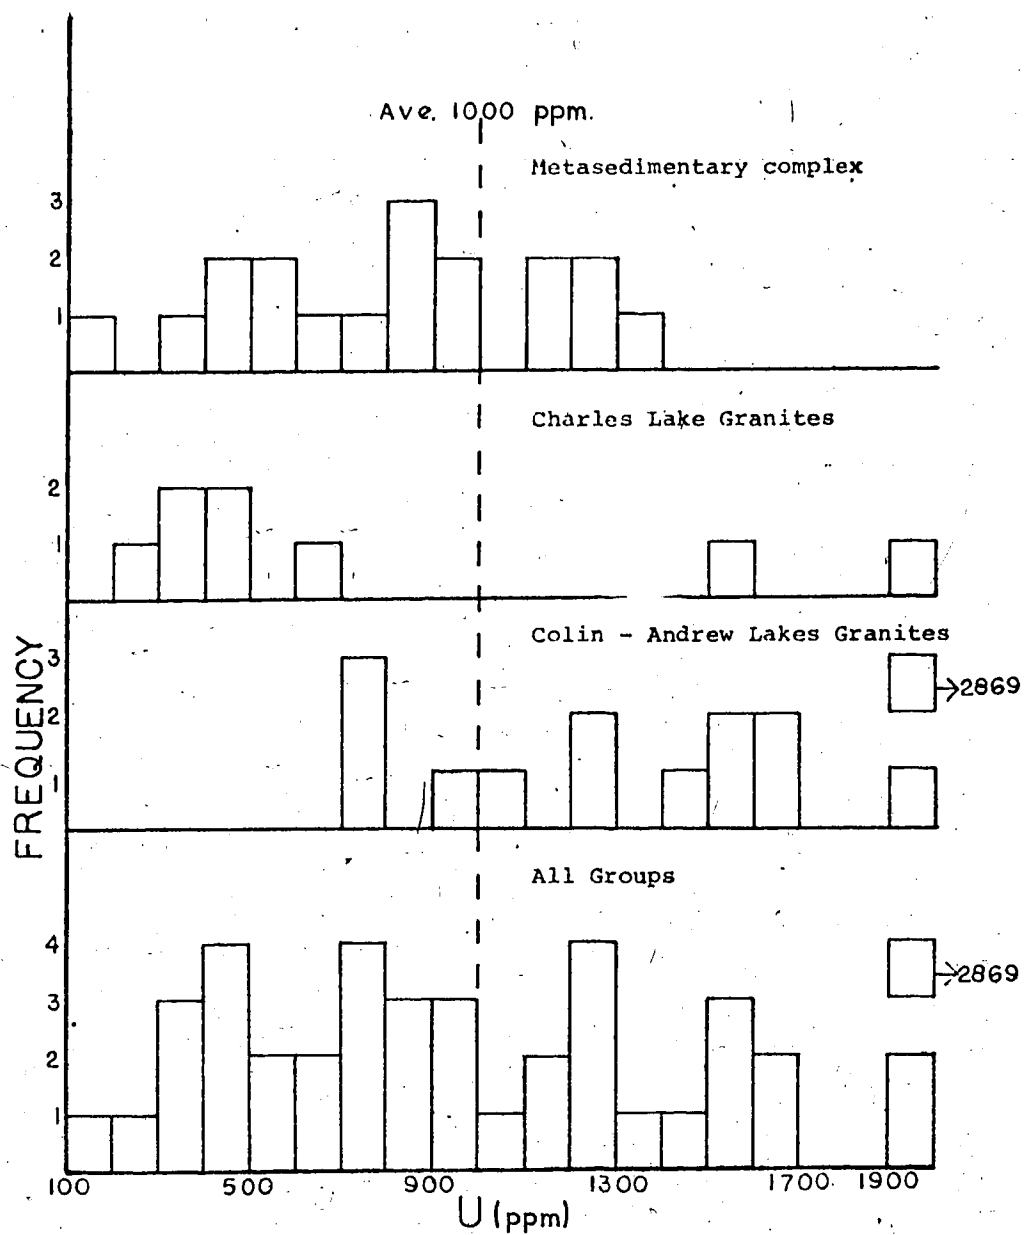 Ave. 1000 ppm.
Metasedimentary complex
3
2
1
Charles Lake Granites
2
1
Colin - Andrew Lakes Granites
3
2869
2
1
FREQUENCY
All Groups
4
2869
3
2
1
100 500 900 1300 1700 1900
U (ppm)